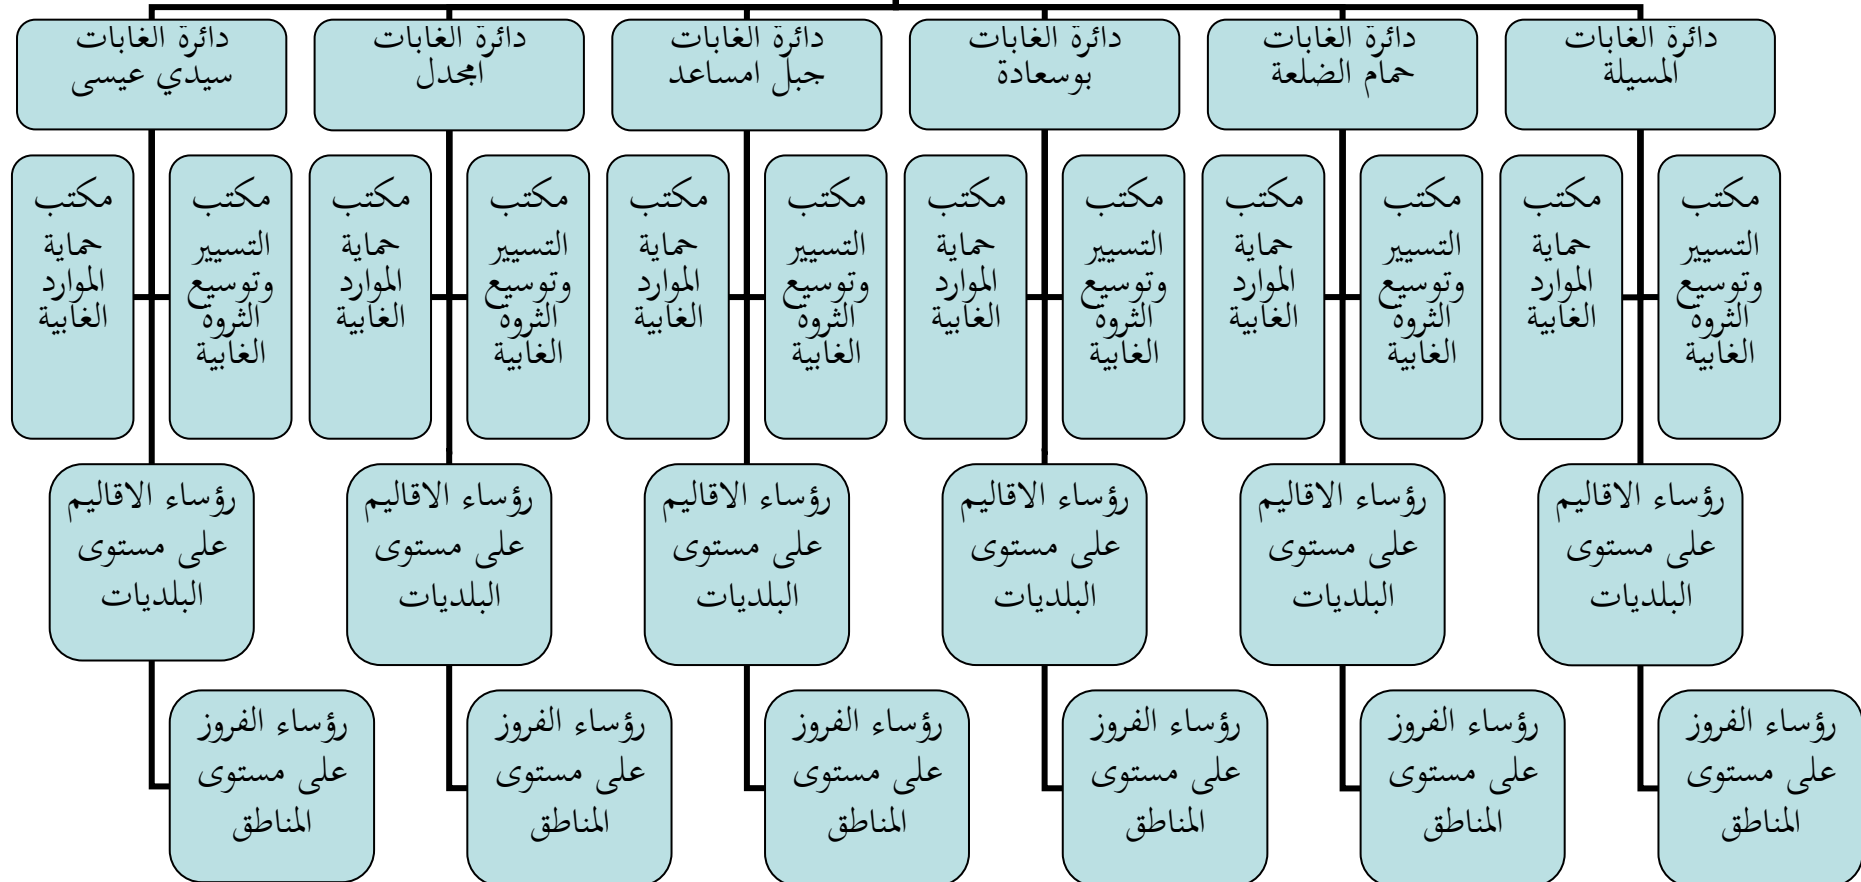 دائرة الغابات
المسيلة
دائرة الغابات
حمام الضلعة
دائرة الغابات
بوسعادة
دائرة الغابات
جبل امساعد
دائرة الغابات
امجدل
دائرة الغابات
سيدي عيسى
مكتب
التسيير
وتوسيع
الثروة
الغابية
مكتب
حماية
الموارد
الغابية
مكتب
التسيير
وتوسيع
الثروة
الغابية
مكتب
حماية
الموارد
الغابية
مكتب
التسيير
وتوسيع
الثروة
الغابية
مكتب
حماية
الموارد
الغابية
مكتب
التسيير
وتوسيع
الثروة
الغابية
مكتب
حماية
الموارد
الغابية
مكتب
التسيير
وتوسيع
الثروة
الغابية
مكتب
حماية
الموارد
الغابية
مكتب
التسيير
وتوسيع
الثروة
الغابية
مكتب
حماية
الموارد
الغابية
رؤساء الاقاليم
على مستوى
البلديات
رؤساء الاقاليم
على مستوى
البلديات
رؤساء الاقاليم
على مستوى
البلديات
رؤساء الاقاليم
على مستوى
البلديات
رؤساء الاقاليم
على مستوى
البلديات
رؤساء الاقاليم
على مستوى
البلديات
رؤساء الفروز
على مستوى
المناطق
رؤساء الفروز
على مستوى
المناطق
رؤساء الفروز
على مستوى
المناطق
رؤساء الفروز
على مستوى
المناطق
رؤساء الفروز
على مستوى
المناطق
رؤساء الفروز
على مستوى
المناطق